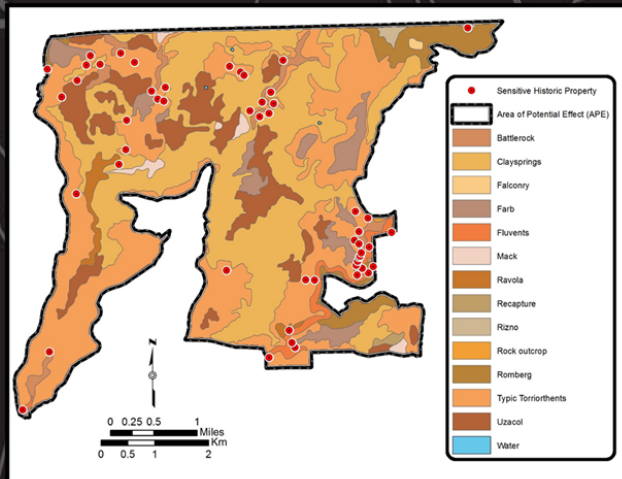 Sensitive Historic Property
Area of Potential Effect (APE)
Battlerock
Claysprings
Falconry
Farb
Fluvents
Mack
Ravola
Recapture
Rizno
Rock outcrop
Romberg
Typic Torriorthents
Uzacol
Water
N
0 0.25 0.5 1
Miles
Km
0 0.5 1 2